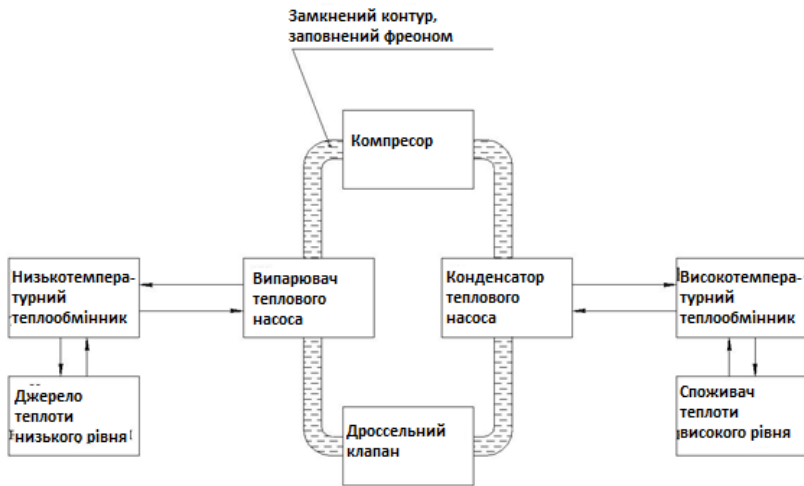 Замкнений контур,
заповнений фреоном
Компресор
Низькотемпера-
турний
теплообмінник
Випарювач
теплового
насоса
Конденсатор
теплового
насоса
Високотемпера-
турний
теплообмінник
Джерело
теплоти
низького рівня
Дроссельний
клапан
Споживач
теплоти
високого рівня